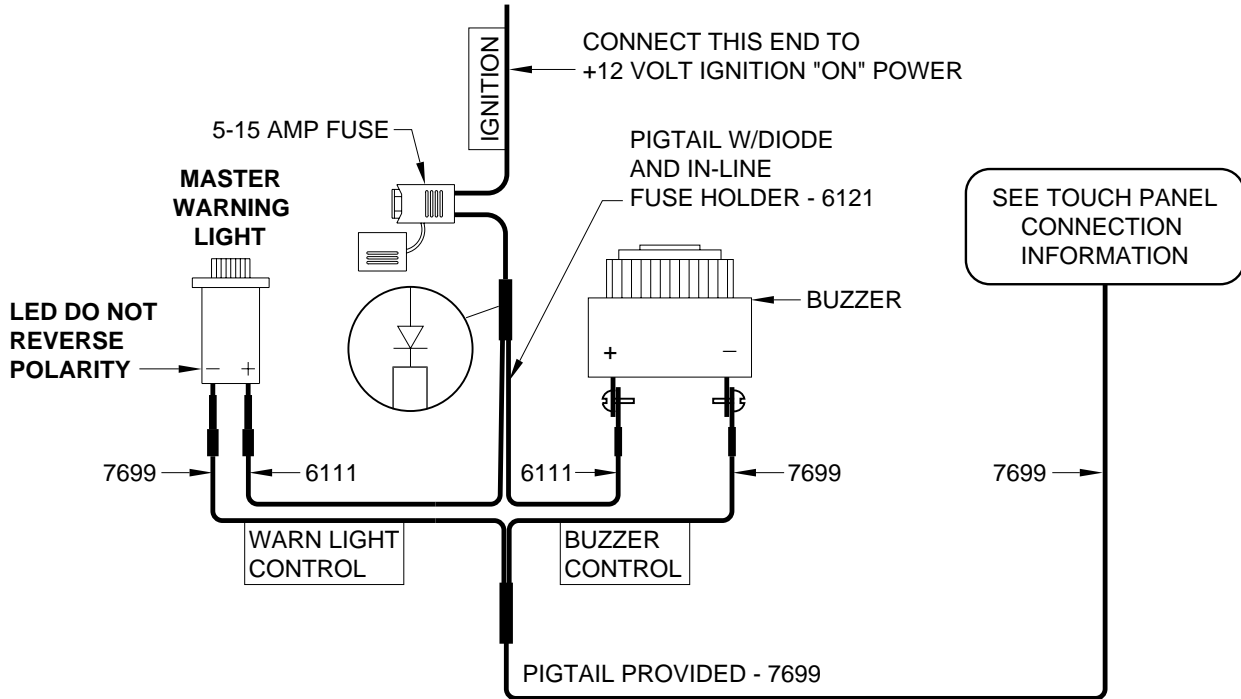 IGNITION
CONNECT THIS END TO
+12 VOLT IGNITION "ON" POWER
5-15 AMP FUSE
PIGTAIL W/DIODE
AND IN-LINE
FUSE HOLDER - 6121
MASTER
WARNING
LIGHT
SEE TOUCH PANEL
CONNECTION
INFORMATION
LED DO NOT
REVERSE
POLARITY
BUZZER
- +
+ -
7699
6111
6111
7699
7699
WARN LIGHT
CONTROL
BUZZER
CONTROL
PIGTAIL PROVIDED - 7699